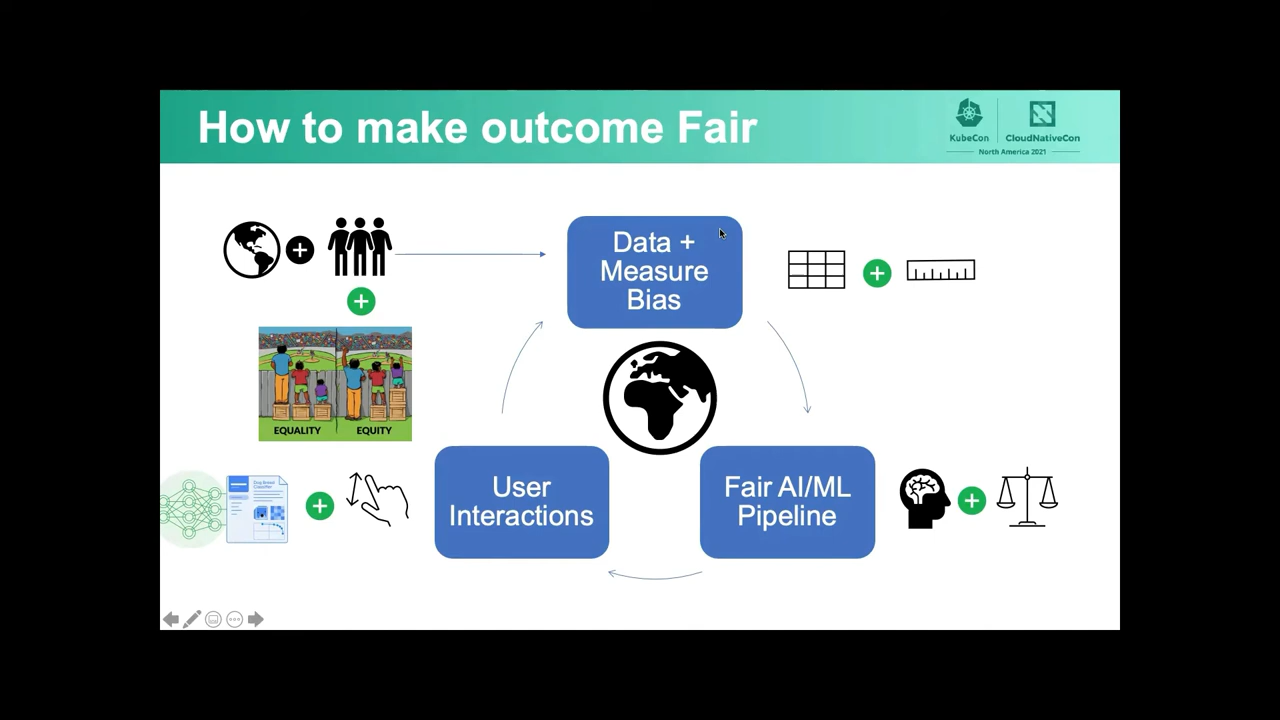 How to make outcome Fair
KubeCon
CloudNativeCon
North America 2021
Data +
Measure
Bias
EQUALITY
EQUITY
User
Interactions
Fair AI/ML
Pipeline